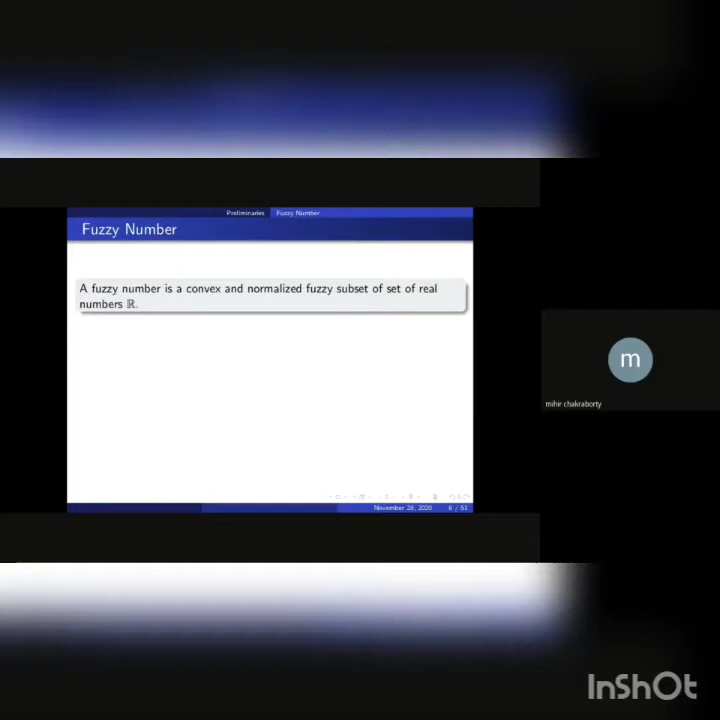 Preliminaries Fuzzy Number
Fuzzy Number
A fuzzy number is a convex and normalized fuzzy subset of set of real
numbers ℝ.
m
mihir chakraborty
November 28, 2020 8 / 51
InShOt